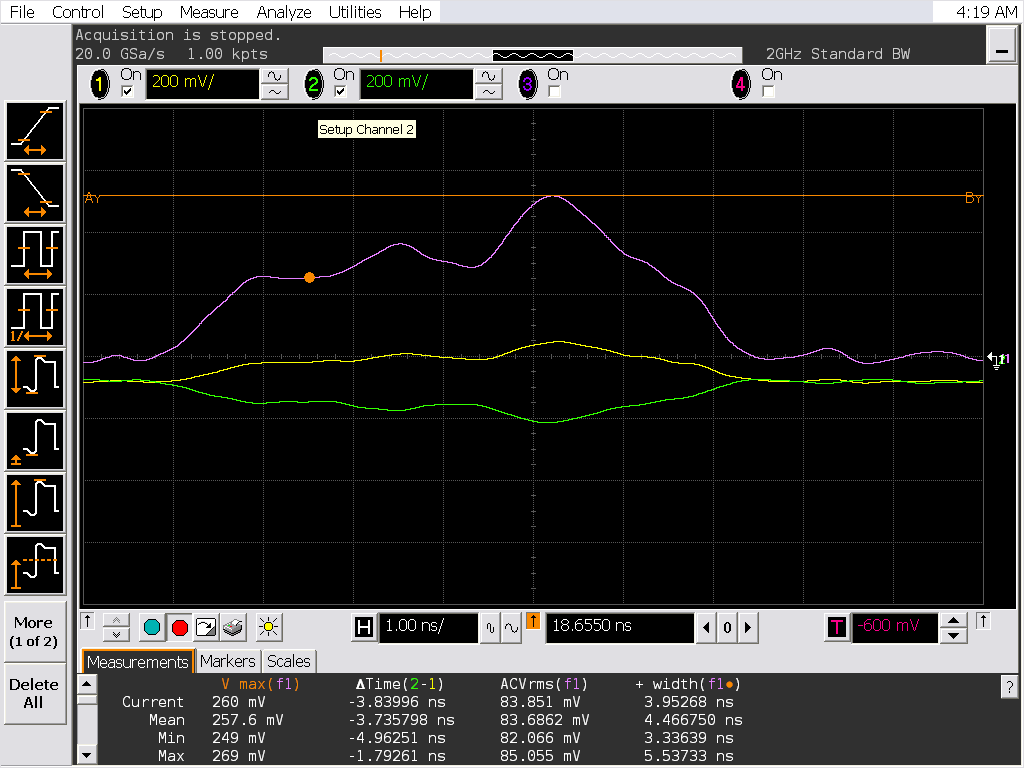 File Control Setup Measure Analyze Utilities Help 4:19 AM
Acquisition is stopped.
20.0 GSa/s 1.00 kpts 2GHz Standard BW
1 On 200 mV/ 2 On 200 mV/ 3 On 4 On
Setup Channel 2
AY BY
1/
More
(1 of 2)
Delete
All
H 1.00 ns/ 18.6550 ns 0 T -600 mV
Measurements Markers Scales
V max(f1) ΔTime(2-1) ACVrms(f1) + width(f1●) ?
Current 260 mV -3.83996 ns 83.851 mV 3.95268 ns
Mean 257.6 mV -3.735798 ns 83.6862 mV 4.466750 ns
Min 249 mV -4.96251 ns 82.066 mV 3.33639 ns
Max 269 mV -1.79261 ns 85.055 mV 5.53733 ns